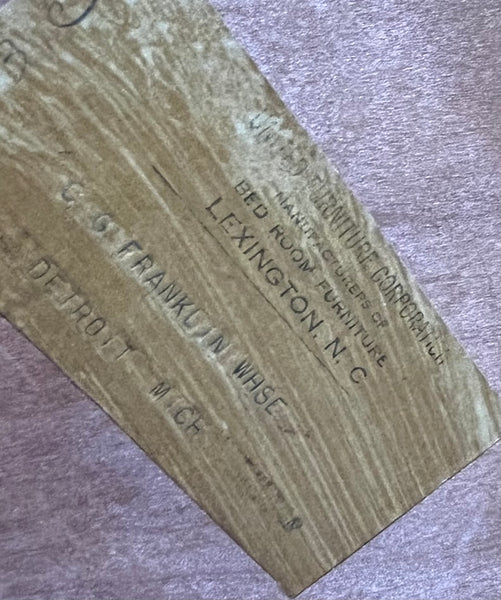 UNITED FURNITURE CORPORATION
MANUFACTURERS OF
BED ROOM FURNITURE
LEXINGTON, N. C.
C. G. FRANKLIN WHSE
DETROIT MICH